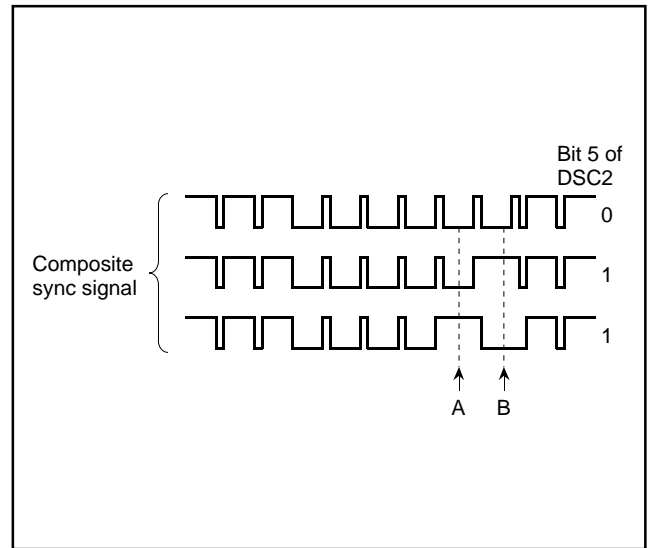 Bit 5 of
DSC2
0
Composite
sync signal
1
1
A B